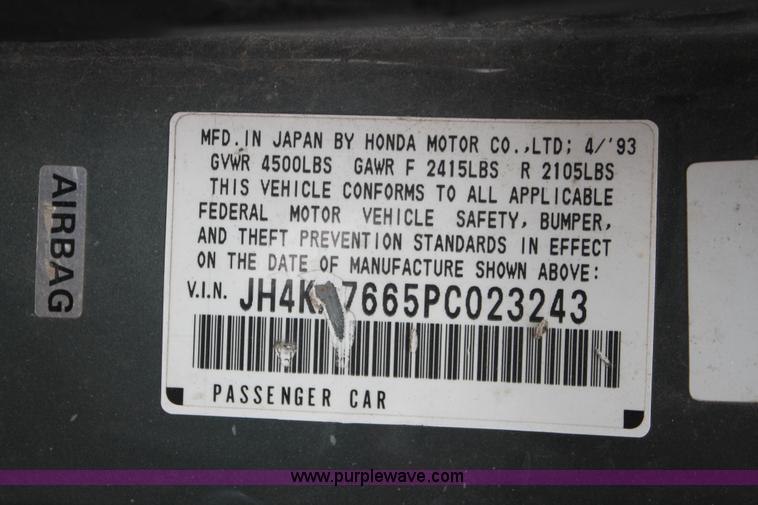 MFD. IN JAPAN BY HONDA MOTOR CO.,LTD; 4/'93
GVWR 4500LBS GAWR F 2415LBS R 2105LBS
THIS VEHICLE CONFORMS TO ALL APPLICABLE
FEDERAL MOTOR VEHICLE SAFETY, BUMPER,
AND THEFT PREVENTION STANDARDS IN EFFECT
ON THE DATE OF MANUFACTURE SHOWN ABOVE:
V.I.N. JH4KA7665PC023243
PASSENGER CAR
AIRBAG
www.purplewave.com